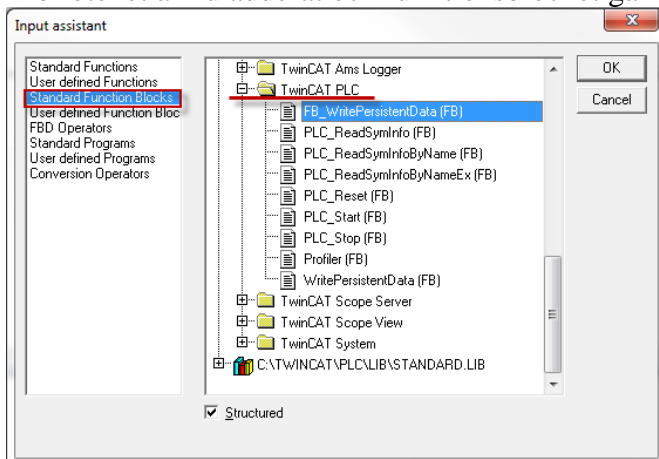 Input assistant
Standard Functions
User defined Functions
Standard Function Blocks
User defined Function Bloc
FBD Operators
Standard Programs
User defined Programs
Conversion Operators
TwinCAT Ams Logger
TwinCAT PLC
FB_WritePersistentData (FB)
PLC_ReadSymInfo (FB)
PLC_ReadSymInfoByName (FB)
PLC_ReadSymInfoByNameEx (FB)
PLC_Reset (FB)
PLC_Start (FB)
PLC_Stop (FB)
Profiler (FB)
WritePersistentData (FB)
TwinCAT Scope Server
TwinCAT Scope View
TwinCAT System
C:\TWINCAT\PLC\LIB\STANDARD.LIB
Structured
OK
Cancel